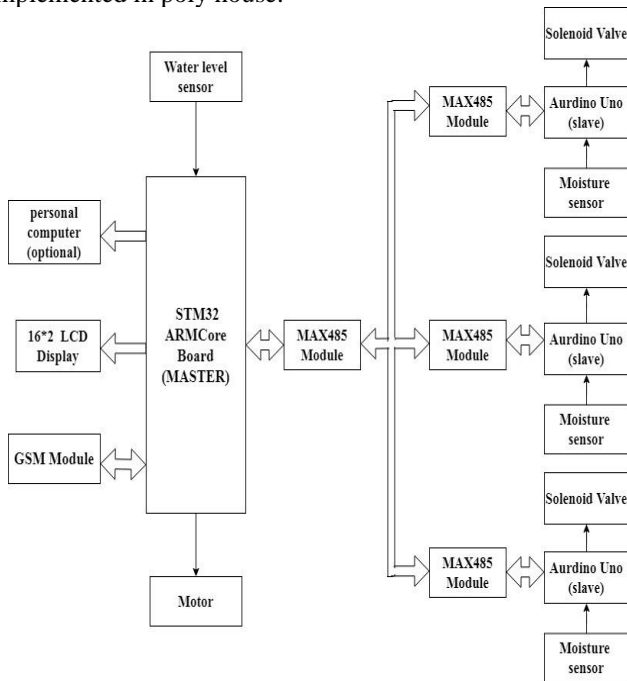 implemented in poly house.
Water level
sensor
personal
computer
(optional)
16*2 LCD
Display
GSM Module
STM32
ARMCore
Board
(MASTER)
Motor
MAX485
Module
MAX485
Module
Solenoid Valve
Aurdino Uno
(slave)
Moisture
sensor
MAX485
Module
Solenoid Valve
Aurdino Uno
(slave)
Moisture
sensor
MAX485
Module
Solenoid Valve
Aurdino Uno
(slave)
Moisture
sensor